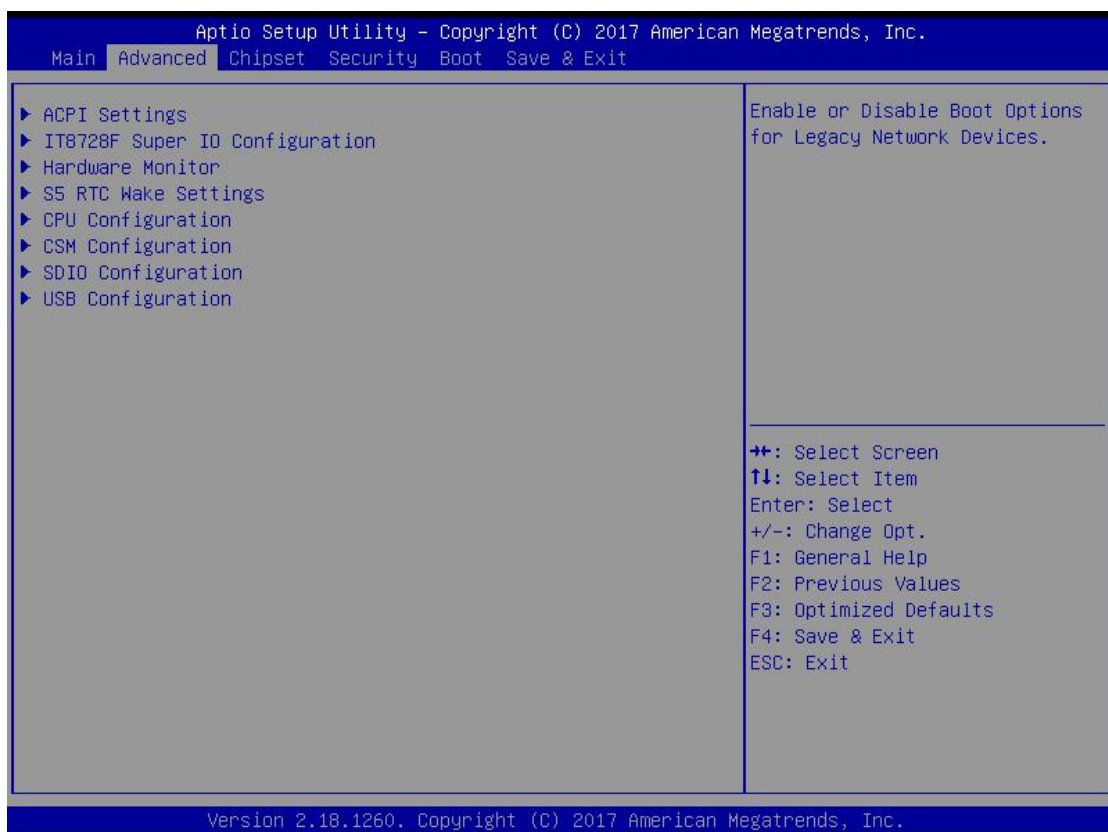 Aptio Setup Utility – Copyright (C) 2017 American Megatrends, Inc.
Main Advanced Chipset Security Boot Save & Exit
▶ ACPI Settings
▶ IT8728F Super IO Configuration
▶ Hardware Monitor
▶ S5 RTC Wake Settings
▶ CPU Configuration
▶ CSM Configuration
▶ SDIO Configuration
▶ USB Configuration
Enable or Disable Boot Options
for Legacy Network Devices.
→←: Select Screen
↑↓: Select Item
Enter: Select
+/-: Change Opt.
F1: General Help
F2: Previous Values
F3: Optimized Defaults
F4: Save & Exit
ESC: Exit
Version 2.18.1260. Copyright (C) 2017 American Megatrends, Inc.